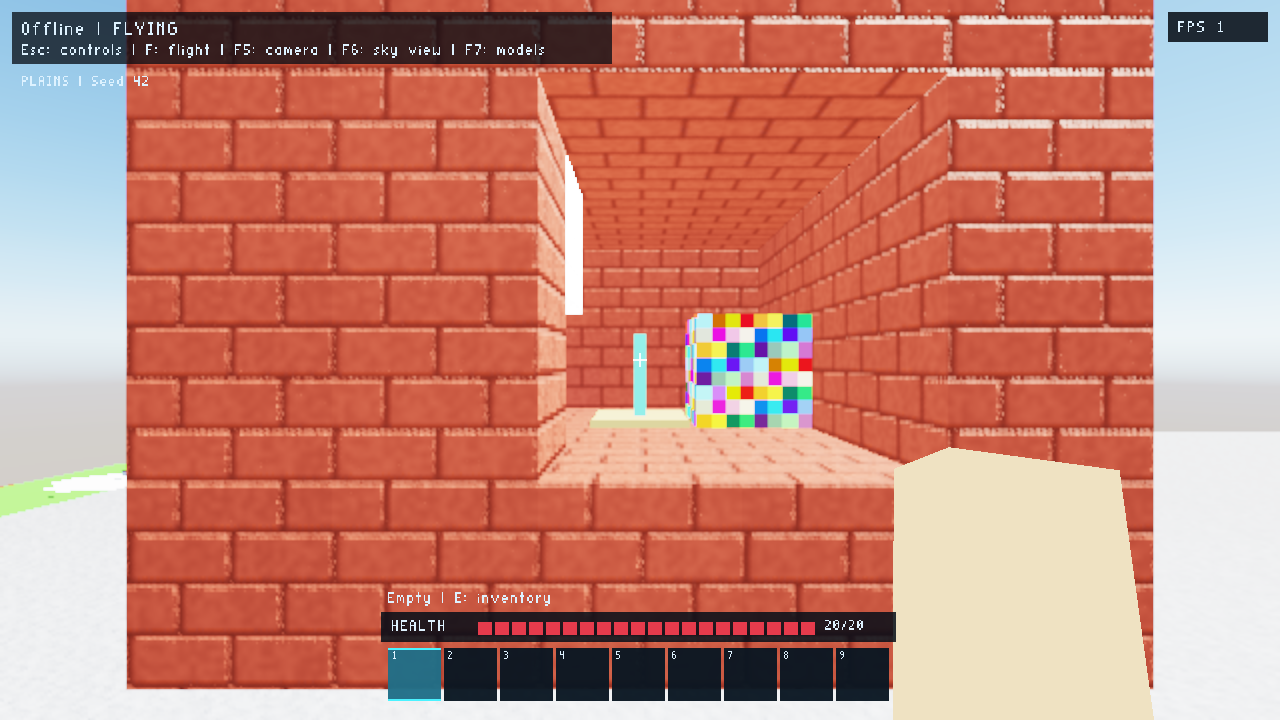 Offline | FLYING
Esc: controls | F: flight | F5: camera | F6: sky view | F7: models
FPS 1
PLAINS | Seed 42
Empty | E: inventory
HEALTH 20/20
1 2 3 4 5 6 7 8 9